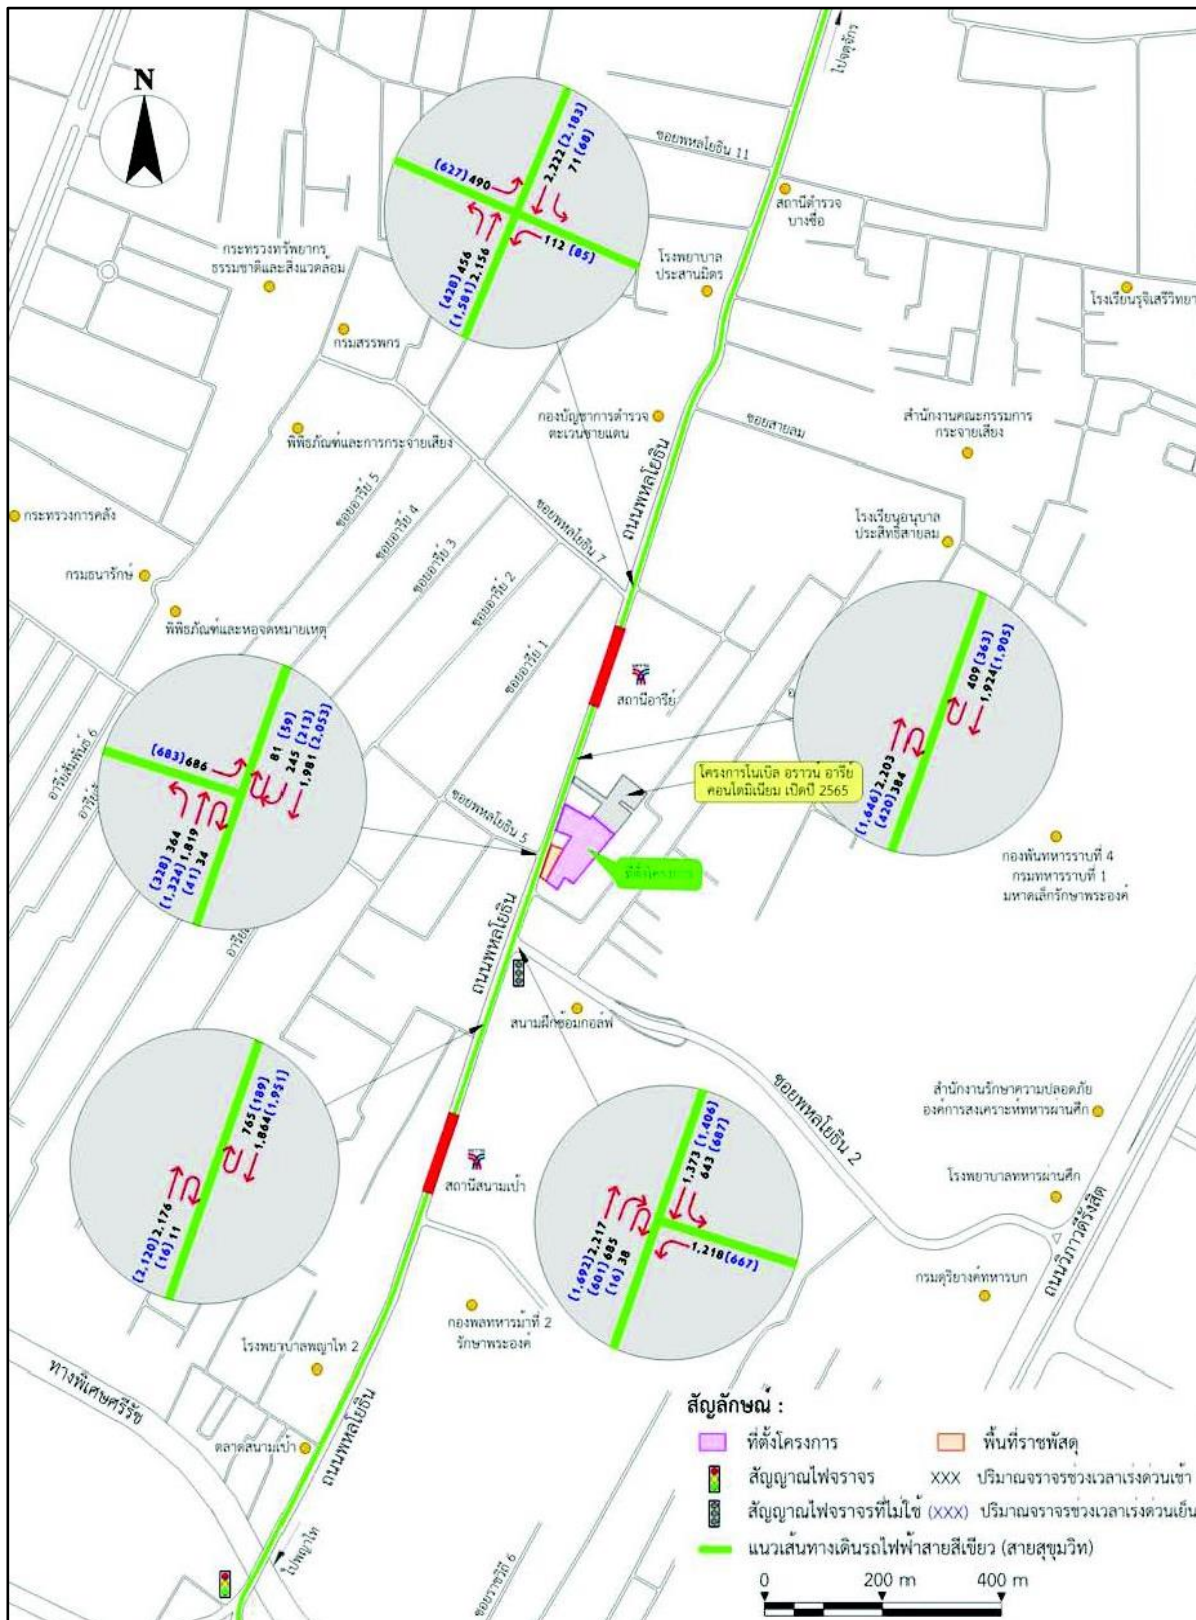 N
ไปจตุจักร
ซอยพหลโยธิน 11
สถานีตำรวจ
บางซื่อ
(627) 490
2,222 (2,183)
71 (68)
112 (85)
(428) 456
(1,581) 2,156
กระทรวงทรัพยากร
ธรรมชาติและสิ่งแวดล้อม
โรงพยาบาล
ประสานมิตร
โรงเรียนรุจิเสรีวิทยา
กรมสรรพกร
กองบัญชาการตำรวจ
ตะเวนชายแดน
ซอยสายลม
สำนักงานคณะกรรมการ
กระจายเสียง
พิพิธภัณฑ์และการกระจายเสียง
ซอยอารีย์ 5
ซอยอารีย์ 4
ซอยอารีย์ 3
ซอยอารีย์ 2
ซอยอารีย์ 1
ซอยพหลโยธิน 7
ถนนพหลโยธิน
กระทรวงการคลัง
โรงเรียนอนุบาล
ประสิทธิ์สายลม
กรมธนารักษ์
พิพิธภัณฑ์และหอจดหมายเหตุ
สถานีอารีย์
409 (363)
1,924 (1,905)
(1,646) 2,203
(420) 384
อารีย์สัมพันธ์ 6
(683) 686
81 (59)
245 (213)
1,981 (2,053)
(328) 364
(1,324) 1,819
(41) 34
โครงการโนเบิล อราวน์ อารีย์
คอนโดมิเนียม เปิดปี 2565
ซอยพหลโยธิน 5
ที่ตั้งโครงการ
กองพันทหารราบที่ 4
กรมทหารราบที่ 1
มหาดเล็กรักษาพระองค์
ถนนพหลโยธิน
สนามฝึกซ้อมกอล์ฟ
ซอยพหลโยธิน 2
765 (189)
1,864 (1,951)
(2,120) 2,176
(16) 11
สถานีสนามเป้า
1,373 (1,406)
643 (687)
1,218 (667)
(1,692) 2,217
(601) 685
(16) 38
สำนักงานรักษาความปลอดภัย
องค์การสงเคราะห์ทหารผ่านศึก
โรงพยาบาลทหารผ่านศึก
ถนนวิภาวดีรังสิต
กรมดุริยางค์ทหารบก
กองพลทหารม้าที่ 2
รักษาพระองค์
โรงพยาบาลพญาไท 2
ทางพิเศษศรีรัช
ตลาดสนามเป้า
ถนนพหลโยธิน
ไปพญาไท
ซอยราชวิถี 6
สัญลักษณ์ :
ที่ตั้งโครงการ
พื้นที่ราชพัสดุ
สัญญาณไฟจราจร
XXX ปริมาณจราจรช่วงเวลาเร่งด่วนเช้า
สัญญาณไฟจราจรที่ไม่ใช้
(XXX) ปริมาณจราจรช่วงเวลาเร่งด่วนเย็น
แนวเส้นทางเดินรถไฟฟ้าสายสีเขียว (สายสุขุมวิท)
0 200 m 400 m